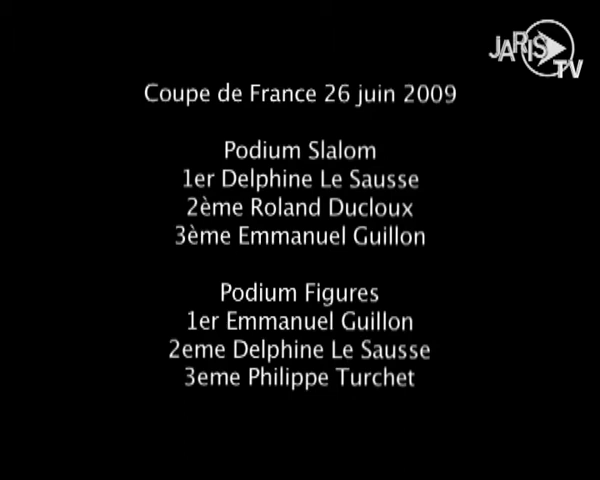 JARIS TV
Coupe de France 26 juin 2009
Podium Slalom
1er Delphine Le Sausse
2ème Roland Ducloux
3ème Emmanuel Guillon
Podium Figures
1er Emmanuel Guillon
2eme Delphine Le Sausse
3eme Philippe Turchet